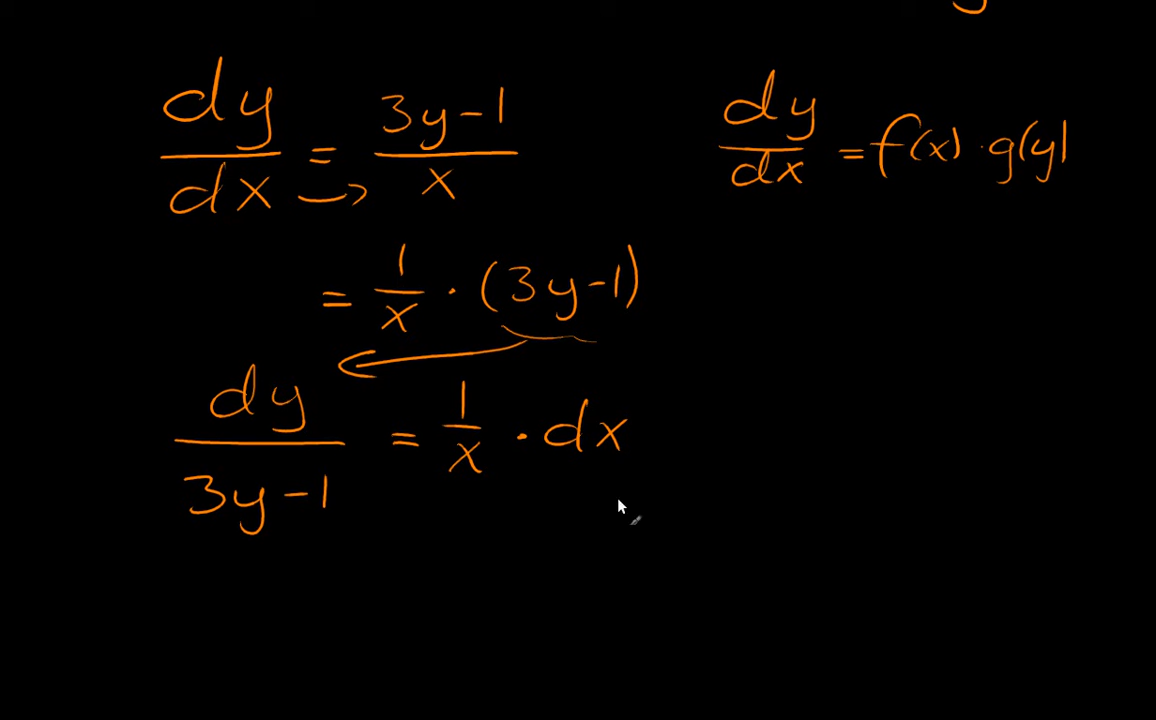 dy/dx = 3y-1/x
dy/dx = f(x) · g(y)
= 1/x · (3y-1)
dy/3y-1 = 1/x · dx